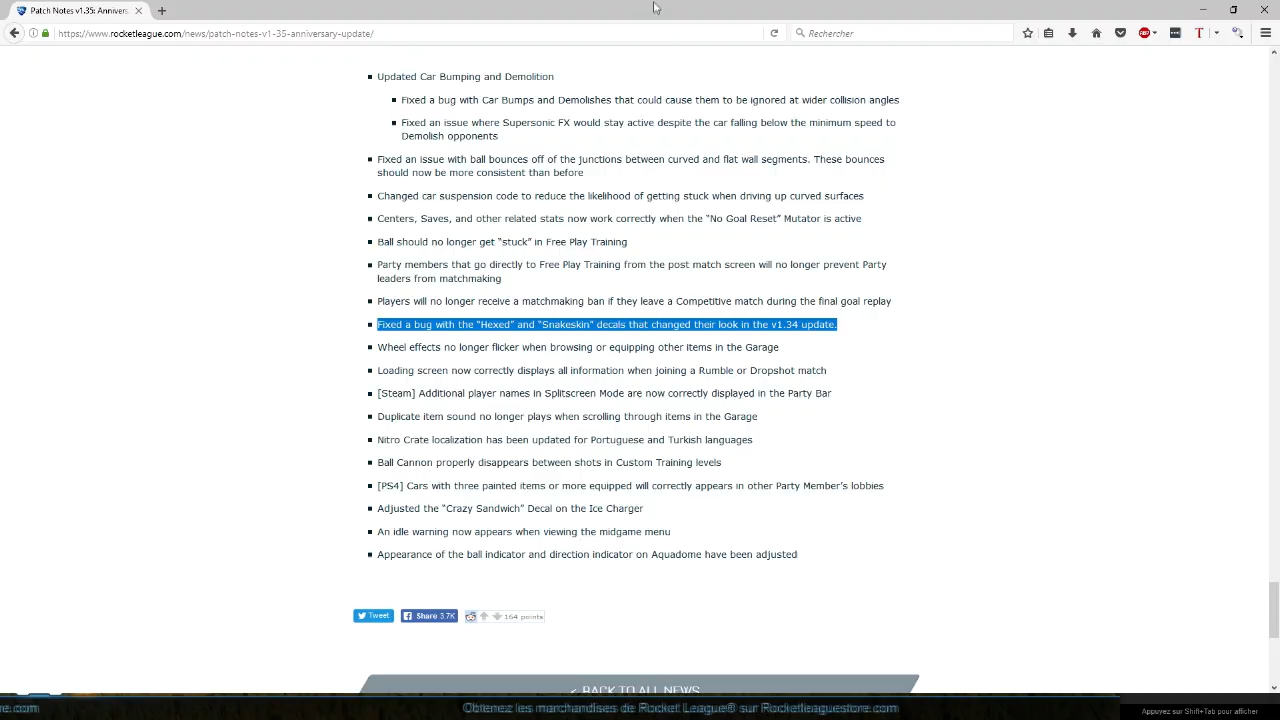 Patch Notes v1.35: Anniversa
https://www.rocketleague.com/news/patch-notes-v1-35-anniversary-update/
Rechercher
ABP
T
Updated Car Bumping and Demolition
Fixed a bug with Car Bumps and Demolishes that could cause them to be ignored at wider collision angles
Fixed an issue where Supersonic FX would stay active despite the car falling below the minimum speed to
Demolish opponents
Fixed an issue with ball bounces off of the junctions between curved and flat wall segments. These bounces
should now be more consistent than before
Changed car suspension code to reduce the likelihood of getting stuck when driving up curved surfaces
Centers, Saves, and other related stats now work correctly when the “No Goal Reset” Mutator is active
Ball should no longer get “stuck” in Free Play Training
Party members that go directly to Free Play Training from the post match screen will no longer prevent Party
leaders from matchmaking
Players will no longer receive a matchmaking ban if they leave a Competitive match during the final goal replay
Fixed a bug with the “Hexed” and “Snakeskin” decals that changed their look in the v1.34 update.
Wheel effects no longer flicker when browsing or equipping other items in the Garage
Loading screen now correctly displays all information when joining a Rumble or Dropshot match
[Steam] Additional player names in Splitscreen Mode are now correctly displayed in the Party Bar
Duplicate item sound no longer plays when scrolling through items in the Garage
Nitro Crate localization has been updated for Portuguese and Turkish languages
Ball Cannon properly disappears between shots in Custom Training levels
[PS4] Cars with three painted items or more equipped will correctly appears in other Party Member’s lobbies
Adjusted the “Crazy Sandwich” Decal on the Ice Charger
An idle warning now appears when viewing the midgame menu
Appearance of the ball indicator and direction indicator on Aquadome have been adjusted
Tweet Share 3.7K 164 points
< BACK TO ALL NEWS
re.com Obtenez les marchandises de Rocket League® sur Rocketleaguestore.com
Appuyez sur Shift+Tab pour afficher